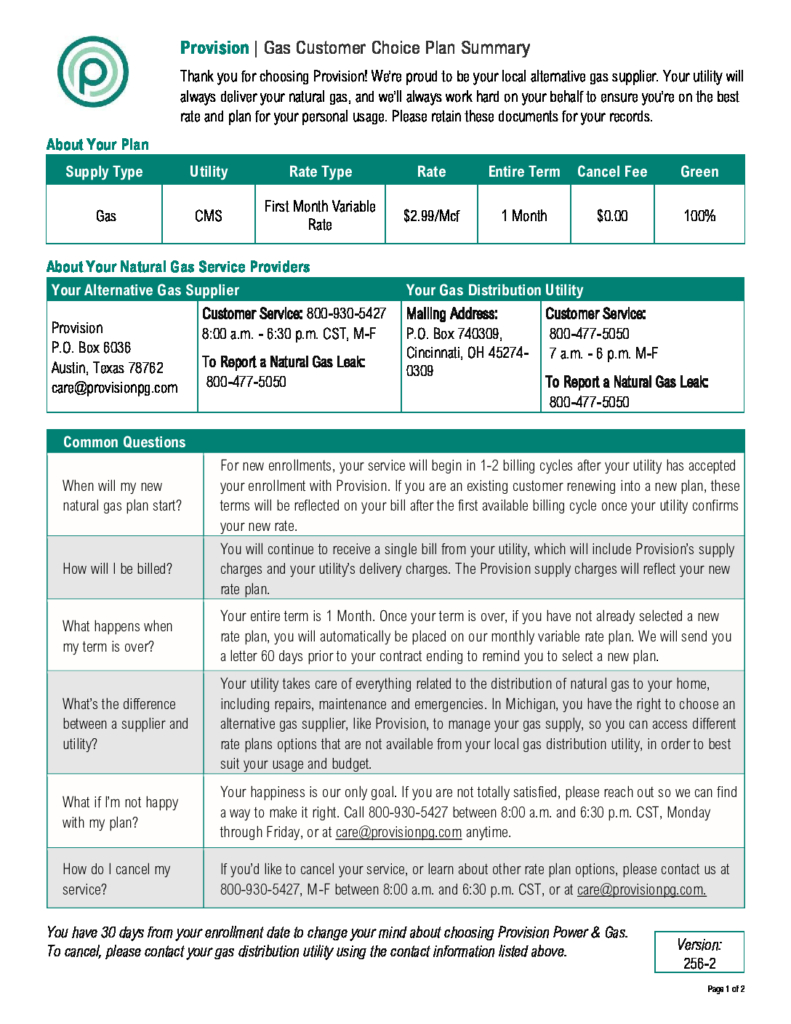 p
Provision | Gas Customer Choice Plan Summary
Thank you for choosing Provision! We're proud to be your local alternative gas supplier. Your utility will
always deliver your natural gas, and we'll always work hard on your behalf to ensure you're on the best
rate and plan for your personal usage. Please retain these documents for your records.
About Your Plan
Supply Type Utility Rate Type Rate Entire Term Cancel Fee Green
Gas CMS First Month Variable Rate $2.99/Mcf 1 Month $0.00 100%
About Your Natural Gas Service Providers
Your Alternative Gas Supplier Your Gas Distribution Utility
Provision
P.O. Box 6036
Austin, Texas 78762
care@provisionpg.com
Customer Service: 800-930-5427
8:00 a.m. - 6:30 p.m. CST, M-F
To Report a Natural Gas Leak:
800-477-5050
Mailing Address:
P.O. Box 740309,
Cincinnati, OH 45274-
0309
Customer Service:
800-477-5050
7 a.m. - 6 p.m. M-F
To Report a Natural Gas Leak:
800-477-5050
Common Questions
When will my new
natural gas plan start?
For new enrollments, your service will begin in 1-2 billing cycles after your utility has accepted
your enrollment with Provision. If you are an existing customer renewing into a new plan, these
terms will be reflected on your bill after the first available billing cycle once your utility confirms
your new rate.
How will I be billed?
You will continue to receive a single bill from your utility, which will include Provision's supply
charges and your utility's delivery charges. The Provision supply charges will reflect your new
rate plan.
What happens when
my term is over?
Your entire term is 1 Month. Once your term is over, if you have not already selected a new
rate plan, you will automatically be placed on our monthly variable rate plan. We will send you
a letter 60 days prior to your contract ending to remind you to select a new plan.
What's the difference
between a supplier and
utility?
Your utility takes care of everything related to the distribution of natural gas to your home,
including repairs, maintenance and emergencies. In Michigan, you have the right to choose an
alternative gas supplier, like Provision, to manage your gas supply, so you can access different
rate plans options that are not available from your local gas distribution utility, in order to best
suit your usage and budget.
What if I'm not happy
with my plan?
Your happiness is our only goal. If you are not totally satisfied, please reach out so we can find
a way to make it right. Call 800-930-5427 between 8:00 a.m. and 6:30 p.m. CST, Monday
through Friday, or at care@provisionpg.com anytime.
How do I cancel my
service?
If you'd like to cancel your service, or learn about other rate plan options, please contact us at
800-930-5427, M-F between 8:00 a.m. and 6:30 p.m. CST, or at care@provisionpg.com.
You have 30 days from your enrollment date to change your mind about choosing Provision Power & Gas.
To cancel, please contact your gas distribution utility using the contact information listed above.
Version:
256-2
Page 1 of 2